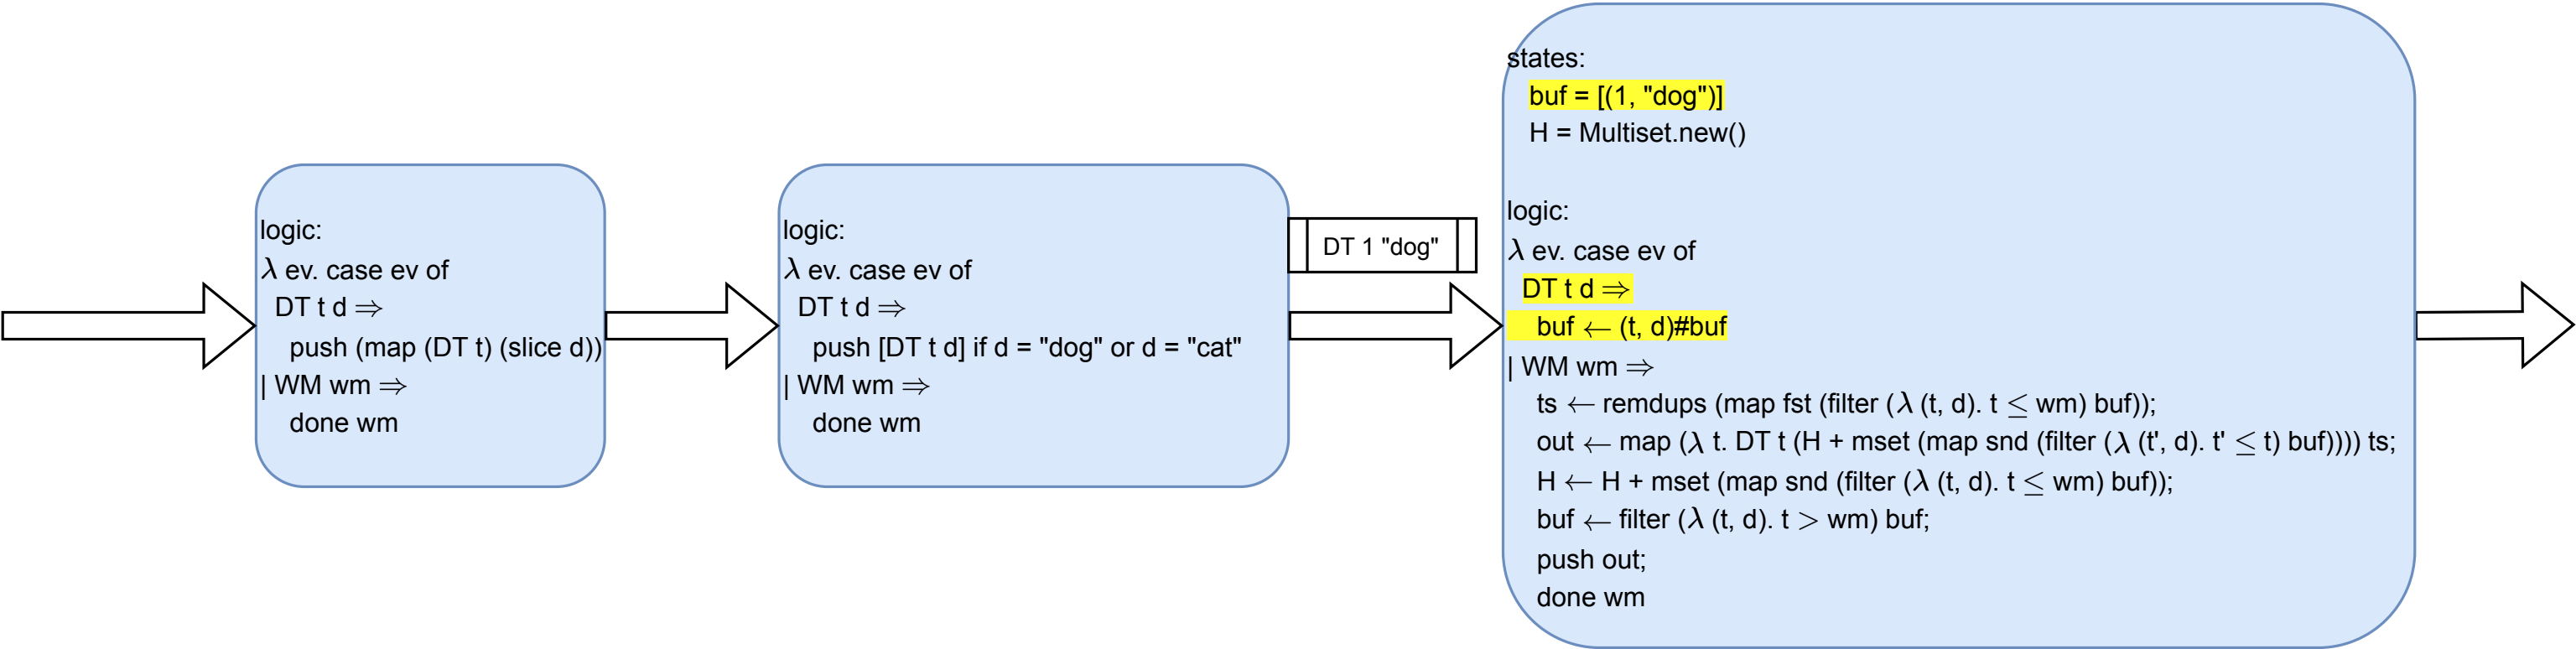 logic:
λ ev. case ev of
DT t d ⇒
push (map (DT t) (slice d))
| WM wm ⇒
done wm
logic:
λ ev. case ev of
DT t d ⇒
push [DT t d] if d = "dog" or d = "cat"
| WM wm ⇒
done wm
DT 1 "dog"
states:
buf = [(1, "dog")]
H = Multiset.new()
logic:
λ ev. case ev of
DT t d ⇒
buf ← (t, d)#buf
| WM wm ⇒
ts ← remdups (map fst (filter (λ (t, d). t ≤ wm) buf));
out ← map (λ t. DT t (H + mset (map snd (filter (λ (t', d). t' ≤ t) buf)))) ts;
H ← H + mset (map snd (filter (λ (t, d). t ≤ wm) buf));
buf ← filter (λ (t, d). t > wm) buf;
push out;
done wm